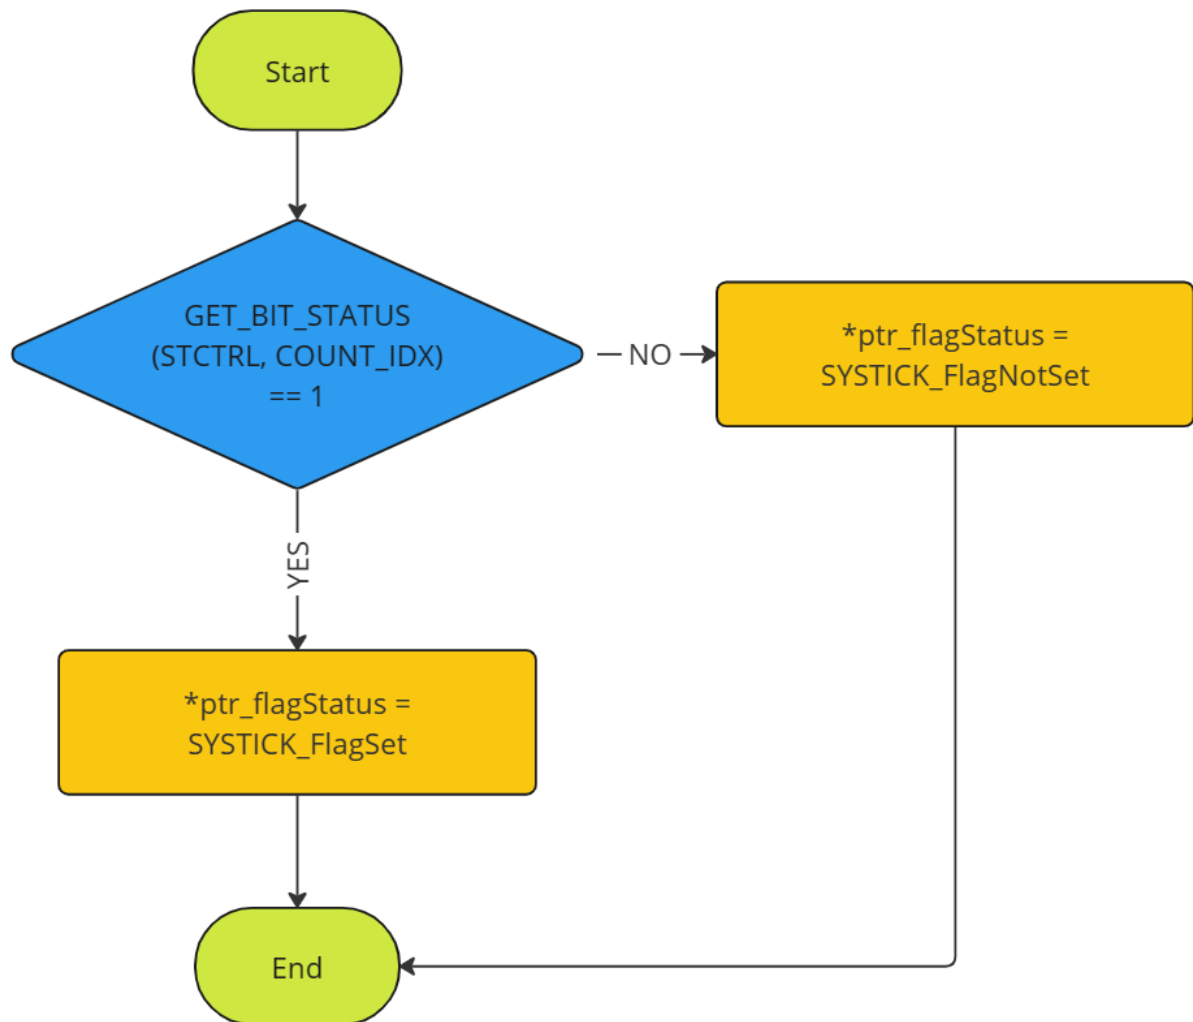 Start
GET_BIT_STATUS
(STCTRL, COUNT_IDX)
== 1
NO
*ptr_flagStatus =
SYSTICK_FlagNotSet
YES
*ptr_flagStatus =
SYSTICK_FlagSet
End